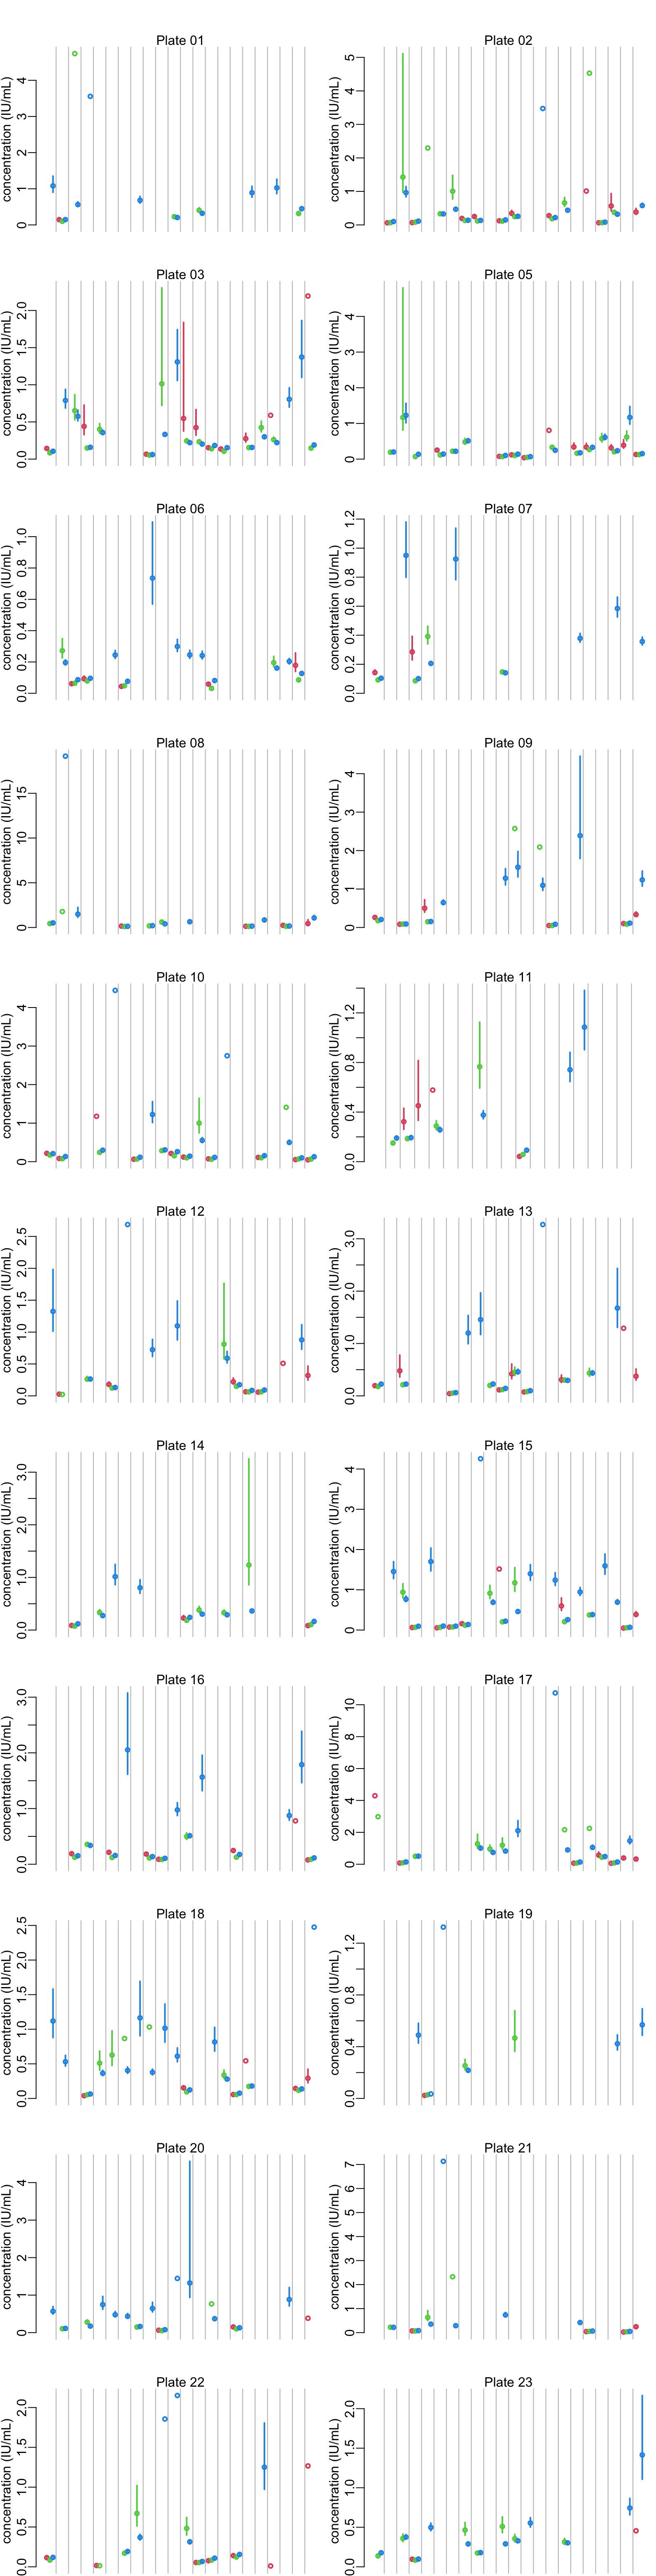 Plate 01
Plate 02
concentration (IU/mL)
0 1 2 3 4
concentration (IU/mL)
0 1 2 3 4 5
Plate 03
Plate 05
concentration (IU/mL)
0.0 0.5 1.0 1.5 2.0
concentration (IU/mL)
0 1 2 3 4
Plate 06
Plate 07
concentration (IU/mL)
0.0 0.2 0.4 0.6 0.8 1.0
concentration (IU/mL)
0.0 0.2 0.4 0.6 0.8 1.0 1.2
Plate 08
Plate 09
concentration (IU/mL)
0 5 10 15
concentration (IU/mL)
0 1 2 3 4
Plate 10
Plate 11
concentration (IU/mL)
0 1 2 3 4
concentration (IU/mL)
0.0 0.4 0.8 1.2
Plate 12
Plate 13
concentration (IU/mL)
0.0 0.5 1.0 1.5 2.0 2.5
concentration (IU/mL)
0.0 1.0 2.0 3.0
Plate 14
Plate 15
concentration (IU/mL)
0.0 1.0 2.0 3.0
concentration (IU/mL)
0 1 2 3 4
Plate 16
Plate 17
concentration (IU/mL)
0.0 1.0 2.0 3.0
concentration (IU/mL)
0 2 4 6 8 10
Plate 18
Plate 19
concentration (IU/mL)
0.0 0.5 1.0 1.5 2.0 2.5
concentration (IU/mL)
0.0 0.4 0.8 1.2
Plate 20
Plate 21
concentration (IU/mL)
0 1 2 3 4
concentration (IU/mL)
0 1 2 3 4 5 6 7
Plate 22
Plate 23
concentration (IU/mL)
0.0 0.5 1.0 1.5 2.0
concentration (IU/mL)
0.0 0.5 1.0 1.5 2.0